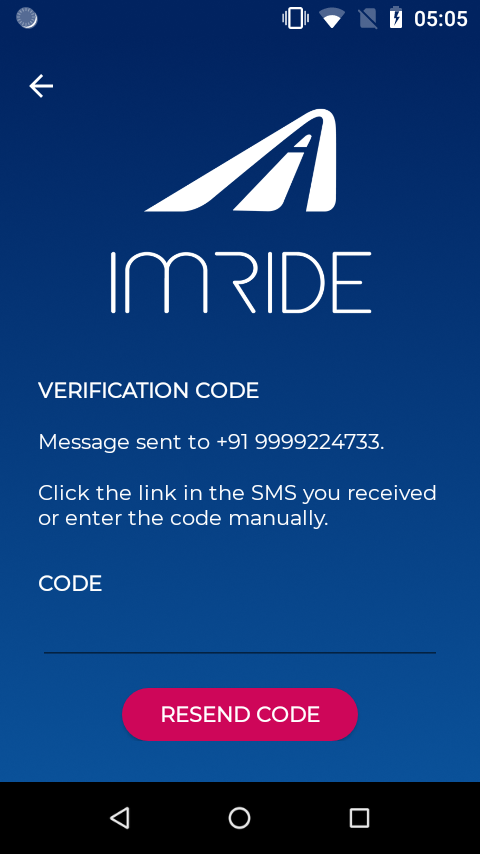 05:05
IMRIDE
VERIFICATION CODE
Message sent to +91 9999224733.
Click the link in the SMS you received
or enter the code manually.
CODE
RESEND CODE